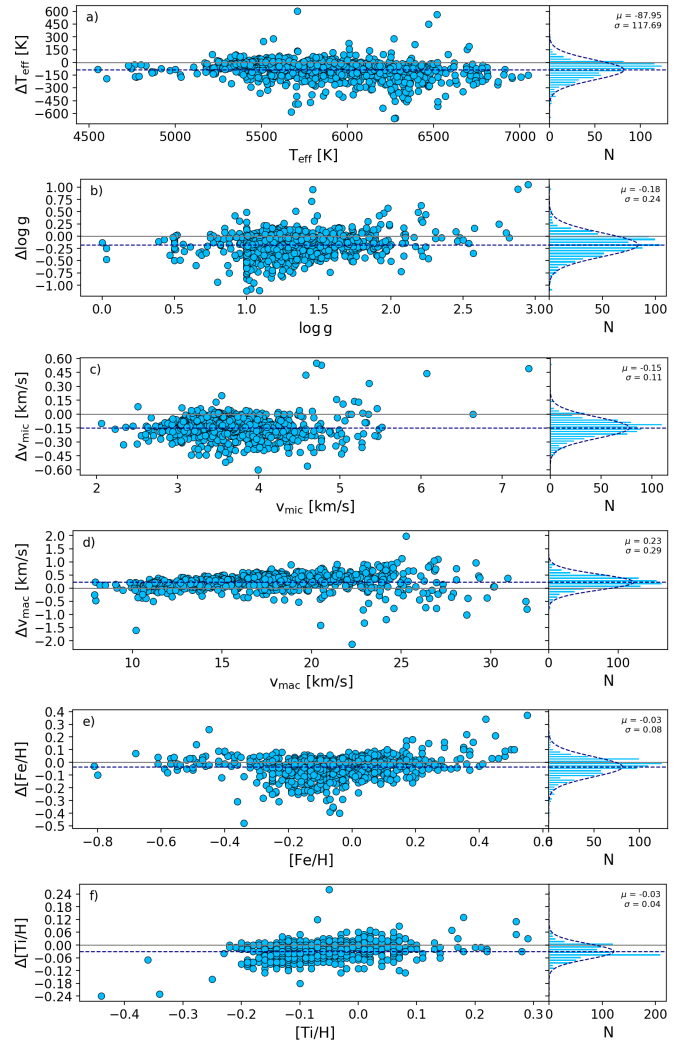 a)
μ = -87.95
σ = 117.69
600
450
300
150
0
−150
−300
−450
−600
ΔT_eff [K]
4500 5000 5500 6000 6500 7000 0 50 100
T_eff [K] N
b)
μ = -0.18
σ = 0.24
1.00
0.75
0.50
0.25
0.00
−0.25
−0.50
−0.75
−1.00
Δlog g
0.0 0.5 1.0 1.5 2.0 2.5 3.0 0 50 100
log g N
c)
μ = -0.15
σ = 0.11
0.60
0.45
0.30
0.15
0.00
−0.15
−0.30
−0.45
−0.60
Δv_mic [km/s]
2 3 4 5 6 7 0 50 100
v_mic [km/s] N
d)
μ = 0.23
σ = 0.29
2.0
1.5
1.0
0.5
0.0
−0.5
−1.0
−1.5
−2.0
Δv_mac [km/s]
10 15 20 25 30 0 100
v_mac [km/s] N
e)
μ = -0.03
σ = 0.08
0.4
0.3
0.2
0.1
0.0
−0.1
−0.2
−0.3
−0.4
−0.5
Δ[Fe/H]
−0.8 −0.6 −0.4 −0.2 0.0 0.2 0.4 0.6 0 50 100
[Fe/H] N
f)
μ = -0.03
σ = 0.04
0.24
0.18
0.12
0.06
0.00
−0.06
−0.12
−0.18
−0.24
Δ[Ti/H]
−0.4 −0.3 −0.2 −0.1 0.0 0.1 0.2 0.3 0 100 200
[Ti/H] N